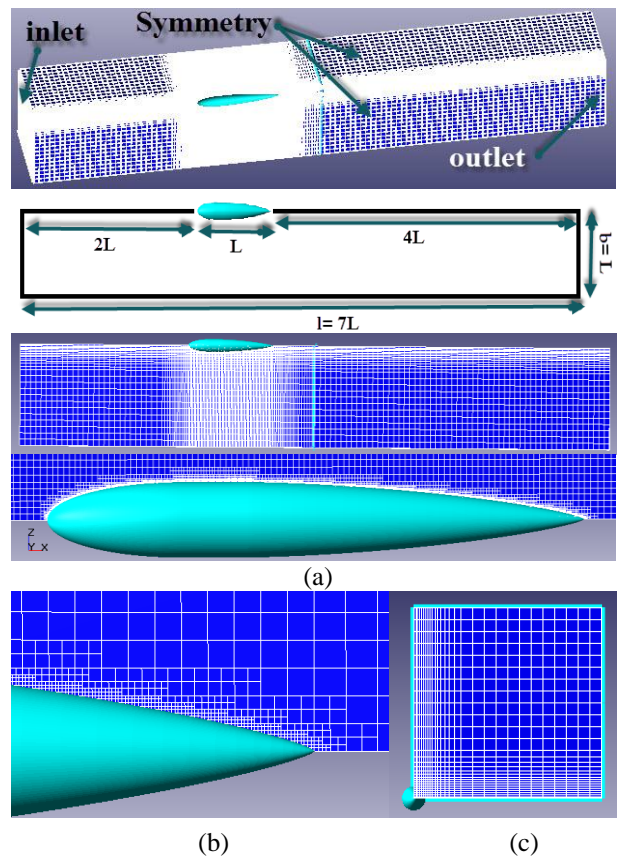 Symmetry
inlet
outlet
2L
L
4L
b= L
l= 7L
Z
Y X
(a)
(b)
(c)